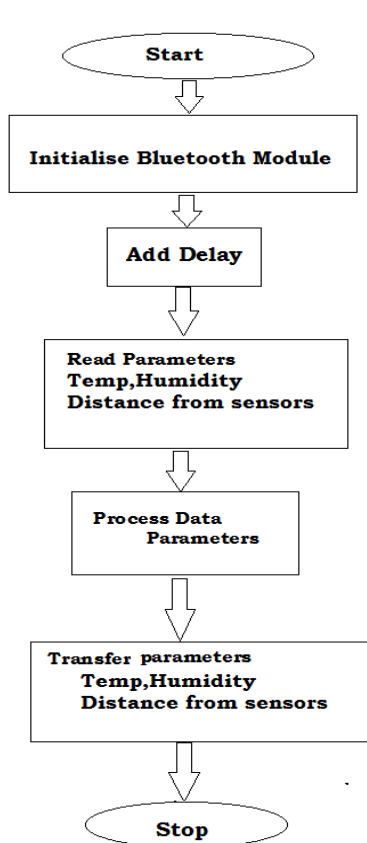 Start
Initialise Bluetooth Module
Add Delay
Read Parameters
Temp,Humidity
Distance from sensors
Process Data
Parameters
Transfer parameters
Temp,Humidity
Distance from sensors
Stop